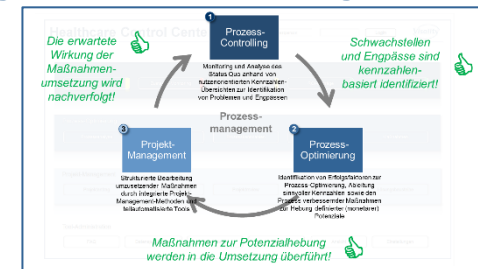 Healthcare Control Center
1
Prozess-
Controlling
Die erwartete
Wirkung der
Maßnahmen-
umsetzung wird
nachverfolgt!
Schwachstellen
und Engpässe sind
kennzahlen-
basiert identifiziert!
Monitoring und Analyse des
Status Quo anhand von
nutzenorientierten Kennzahlen-
Übersichten zur Identifikation
von Problemen und Engpässen
Prozess-
management
3
Projekt-
Management
2
Prozess-
Optimierung
Strukturierte Bearbeitung
umzusetzender Maßnahmen
durch integrierte Projekt-
Management-Methoden und
teilautomatisierte Tools
Identifikation von Erfolgsfaktoren zur
Prozess-Optimierung, Ableitung
sinnvoller Kennzahlen sowie den
Prozess verbessernder Maßnahmen
zur Hebung definierter (monetärer)
Potenziale
Maßnahmen zur Potenzialhebung
werden in die Umsetzung überführt!